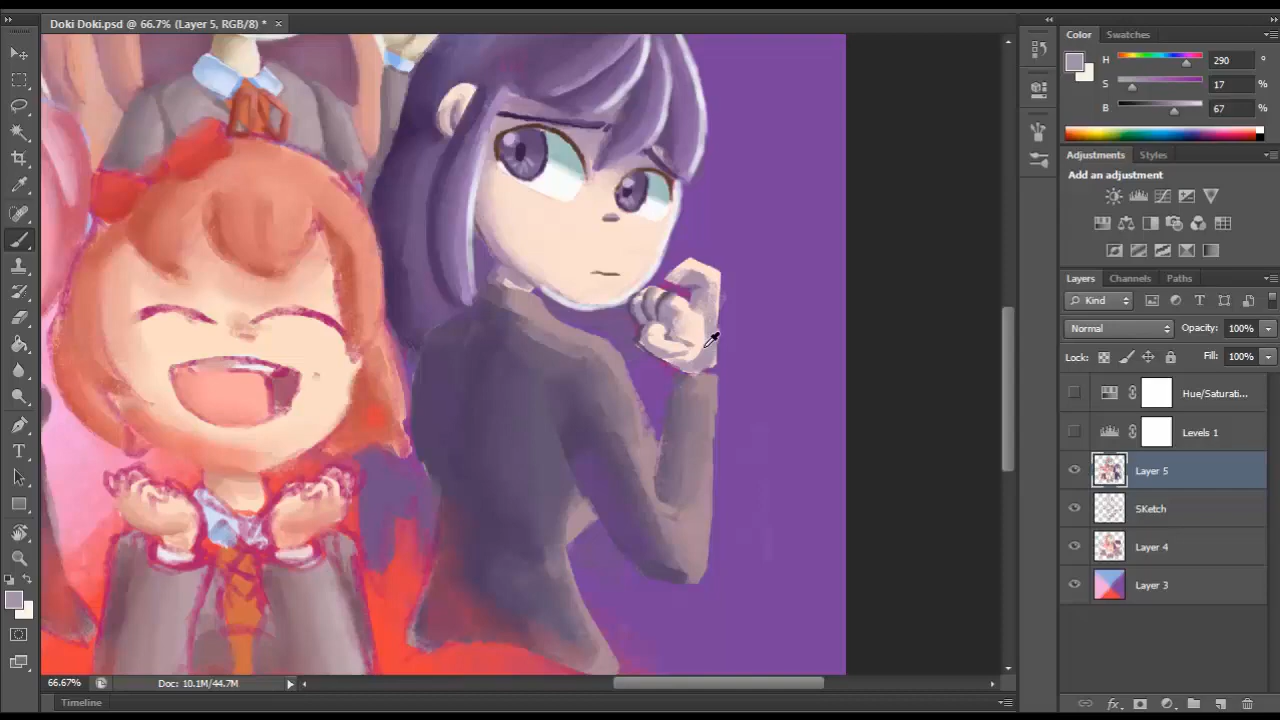 Doki Doki.psd @ 66.7% (Layer 5, RGB/8) * ×
Color Swatches
H 290 °
S 17 %
B 67 %
Adjustments Styles
Add an adjustment
Layers Channels Paths
Kind
Normal Opacity: 100%
Lock: Fill: 100%
Hue/Saturati...
Levels 1
Layer 5
SKetch
Layer 4
Layer 3
66.67% Doc: 10.1M/44.7M
Timeline